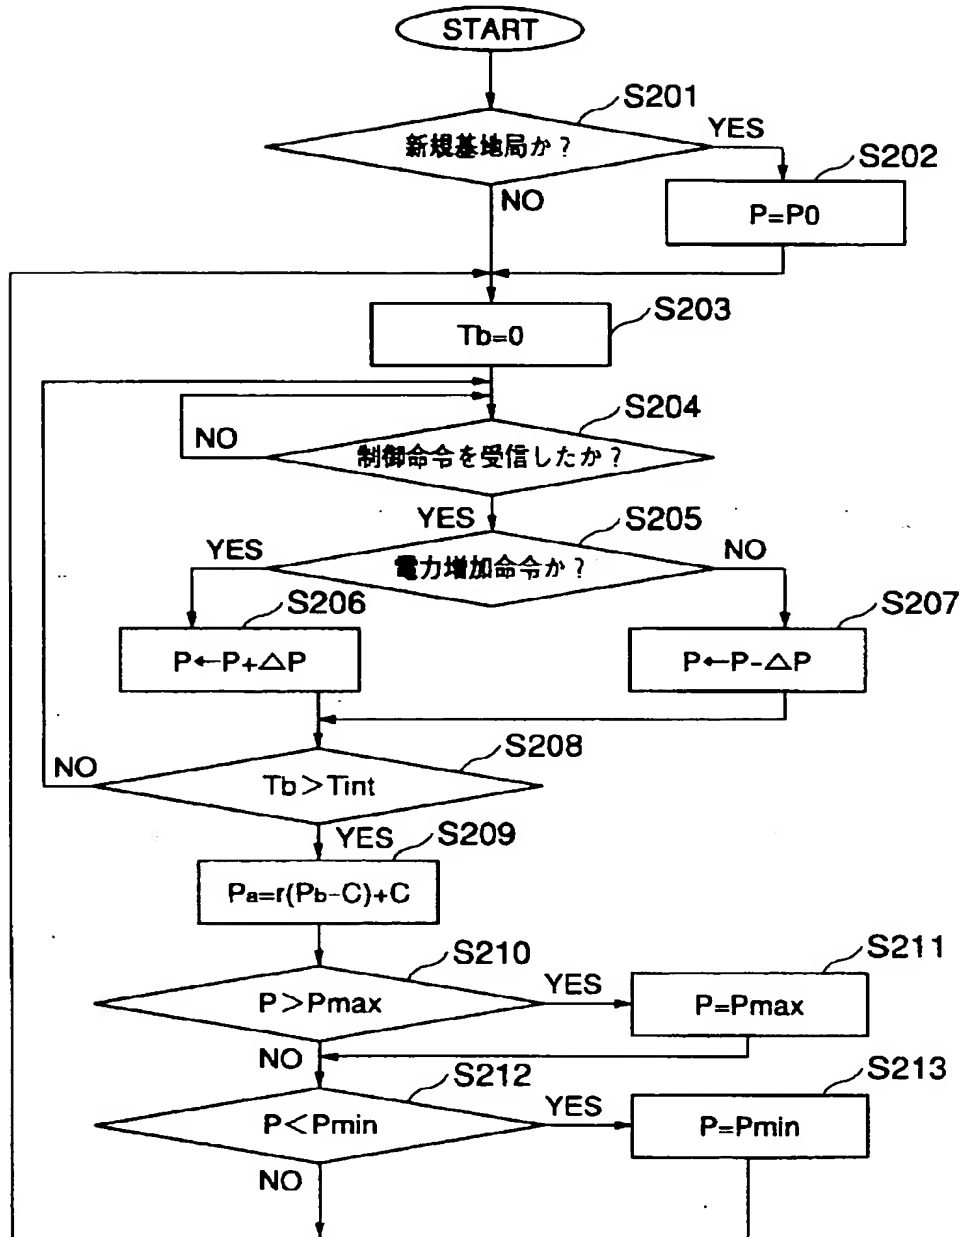 START
S201
新規基地局か？
YES
S202
NO
P=P0
S203
Tb=0
S204
NO
制御命令を受信したか？
YES
S205
YES
電力増加命令か？
NO
S206
S207
P←P+△P
P←P-△P
S208
NO
Tb>Tint
YES
S209
Pa=r(Pb-C)+C
S210
S211
P>Pmax
YES
P=Pmax
NO
S212
S213
P<Pmin
YES
P=Pmin
NO